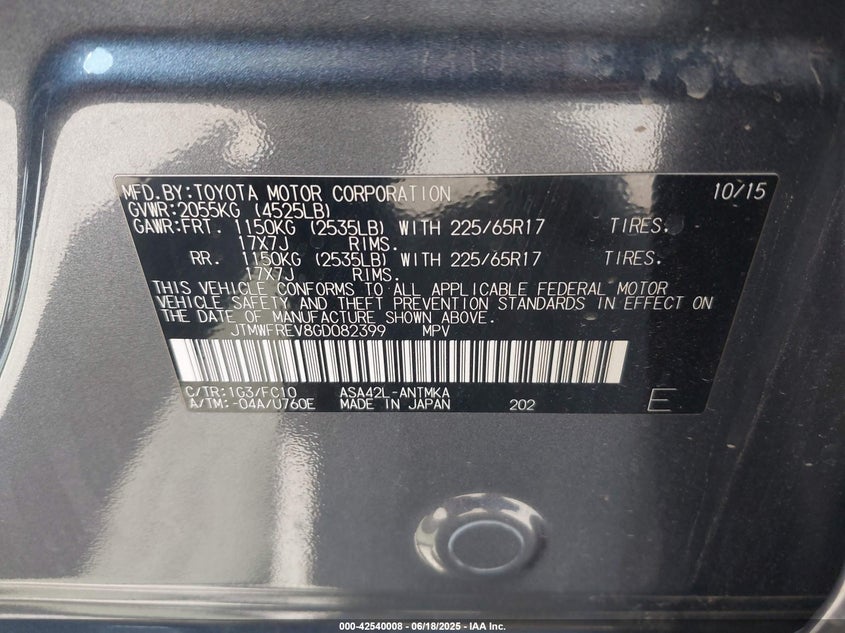 MFD.BY:TOYOTA MOTOR CORPORATION 10/15
GVWR:2055KG (4525LB)
GAWR:FRT. 1150KG (2535LB) WITH 225/65R17 TIRES,
17X7J RIMS.
RR. 1150KG (2535LB) WITH 225/65R17 TIRES,
17X7J RIMS.
THIS VEHICLE CONFORMS TO ALL APPLICABLE FEDERAL MOTOR
VEHICLE SAFETY AND THEFT PREVENTION STANDARDS IN EFFECT ON
THE DATE OF MANUFACTURE SHOWN ABOVE.
JTMWFREV8GD082399 MPV
C/TR:1G3/FC10 ASA42L-ANTMKA
A/TM:-04A/U760E MADE IN JAPAN 202 E
000-42540008 - 06/18/2025 - IAA Inc.